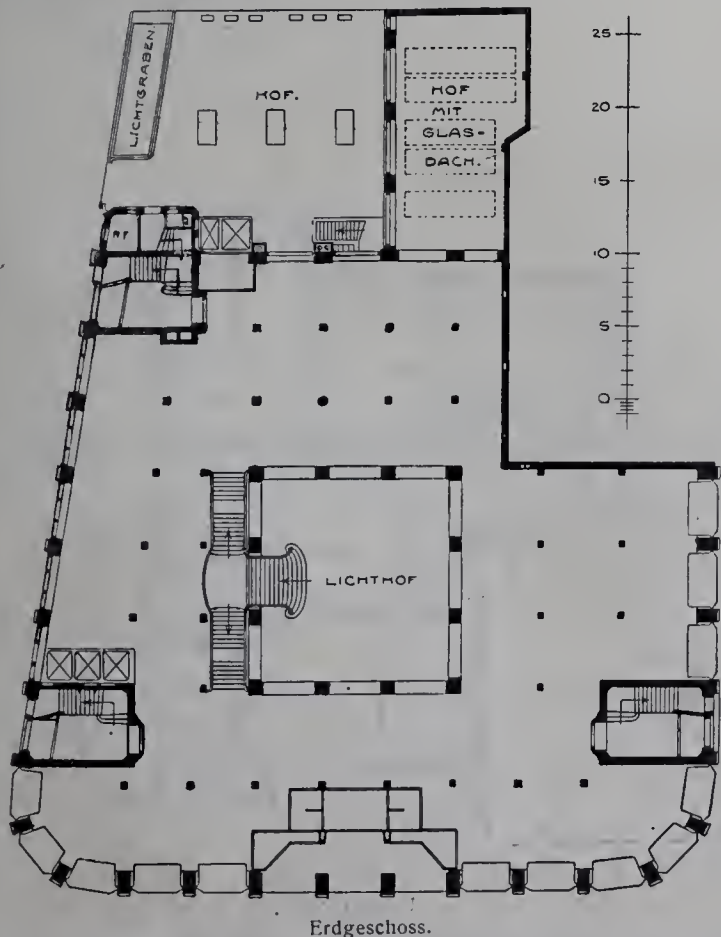 LICHTGRABEN.
HOF.
HOF
MIT
GLAS-
DACH.
25
20
15
10
5
0
LICHTHOF
Erdgeschoss.